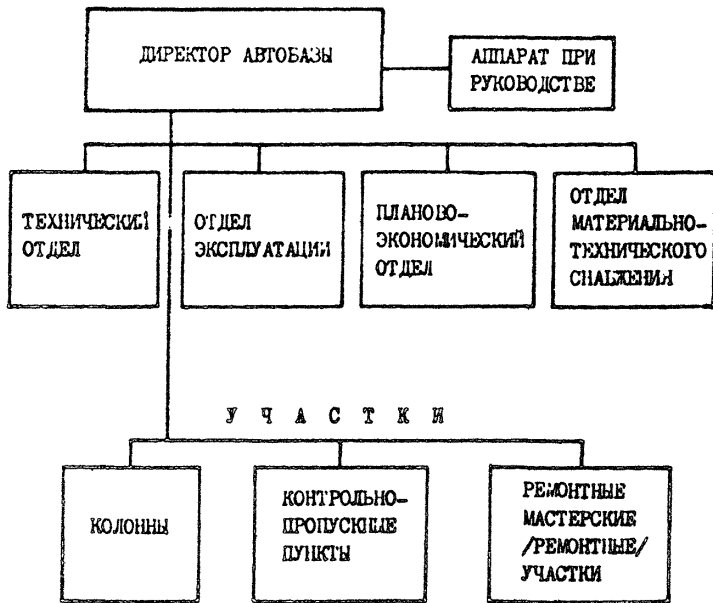 ДИРЕКТОР АВТОБАЗЫ
АППАРАТ ПРИ
РУКОВОДСТВЕ
ТЕХНИЧЕСКИЙ
ОТДЕЛ
ОТДЕЛ
ЭКСПЛУАТАЦИИ
ПЛАНОВО-
ЭКОНОМИЧЕСКИЙ
ОТДЕЛ
ОТДЕЛ
МАТЕРИАЛЬНО-
ТЕХНИЧЕСКОГО
СНАБЖЕНИЯ
У Ч А С Т К И
КОЛОННЫ
КОНТРОЛЬНО-
ПРОПУСКНЫЕ
ПУНКТЫ
РЕМОНТНЫЕ
МАСТЕРСКИЕ
/РЕМОНТНЫЕ/
УЧАСТКИ